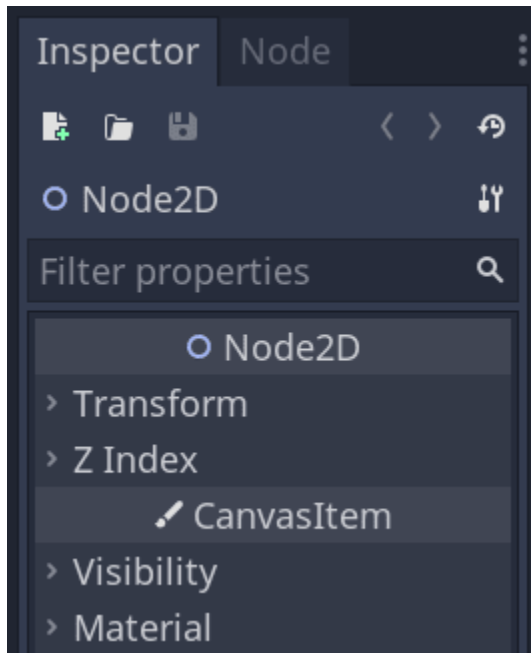 Inspector Node
Node2D
Filter properties
Node2D
Transform
Z Index
CanvasItem
Visibility
Material